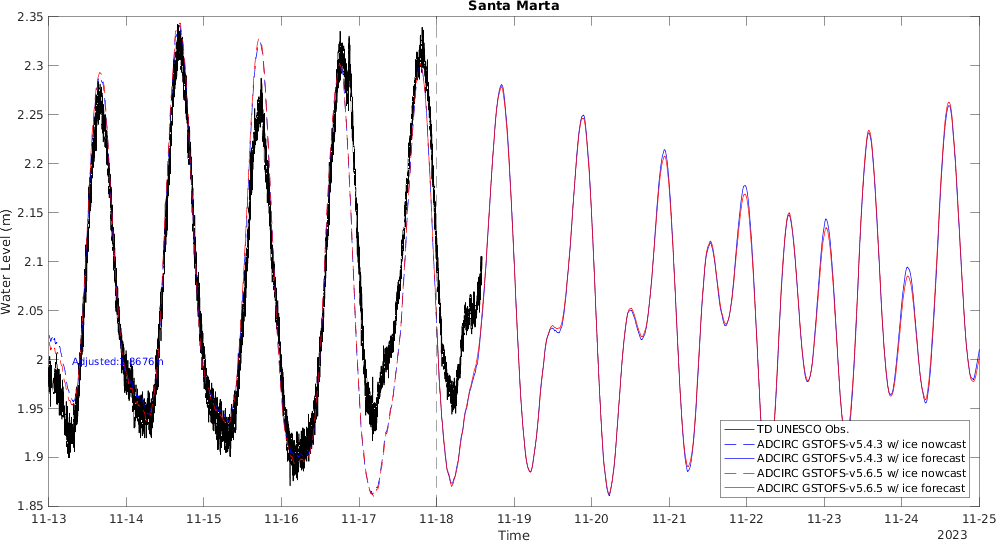 Santa Marta
2.35
2.3
2.25
2.2
2.15
2.1
2.05
2
1.95
1.9
1.85
Water Level (m)
TD UNESCO Obs.
ADCIRC GSTOFS-v5.4.3 w/ ice nowcast
ADCIRC GSTOFS-v5.4.3 w/ ice forecast
ADCIRC GSTOFS-v5.6.5 w/ ice nowcast
ADCIRC GSTOFS-v5.6.5 w/ ice forecast
11-13 11-14 11-15 11-16 11-17 11-18 11-19 11-20 11-21 11-22 11-23 11-24 11-25
Time
2023